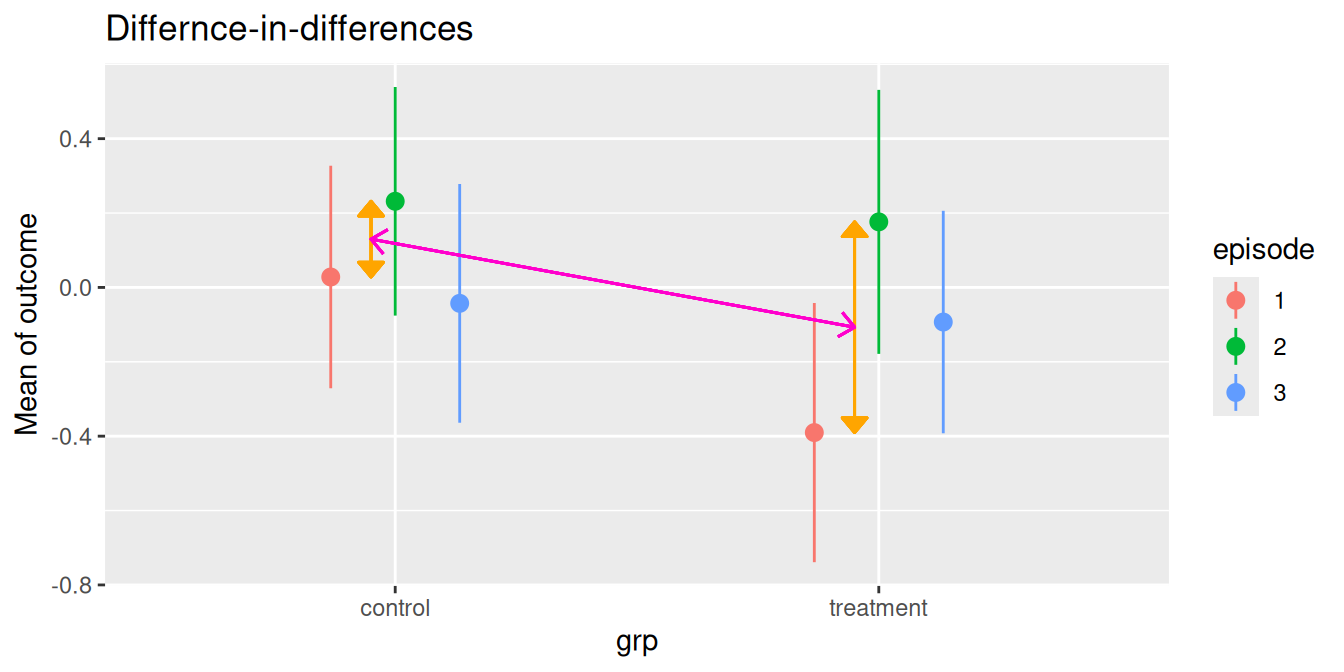 Differnce-in-differences
Mean of outcome
0.4
0.0
-0.4
-0.8
control
treatment
grp
episode
1
2
3